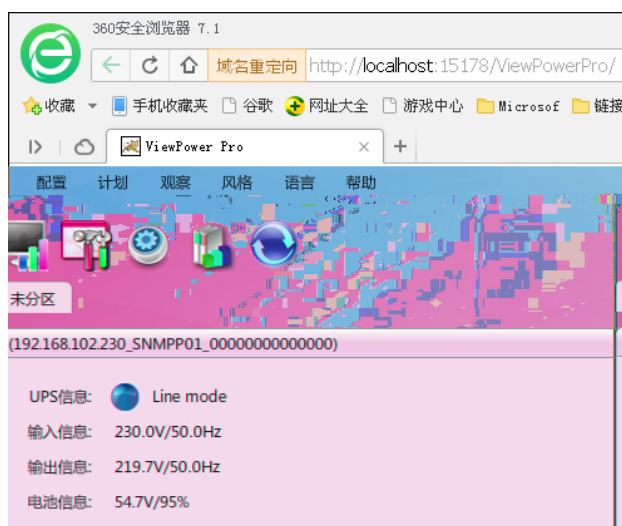 360安全浏览器 7.1
域名重定向 http://localhost:15178/ViewPowerPro/
收藏 手机收藏夹 谷歌 网址大全 游戏中心 Microsof 链接
ViewPower Pro
配置 计划 观察 风格 语言 帮助
未分区
(192.168.102.230_SNMPP01_00000000000000)
UPS信息: Line mode
输入信息: 230.0V/50.0Hz
输出信息: 219.7V/50.0Hz
电池信息: 54.7V/95%